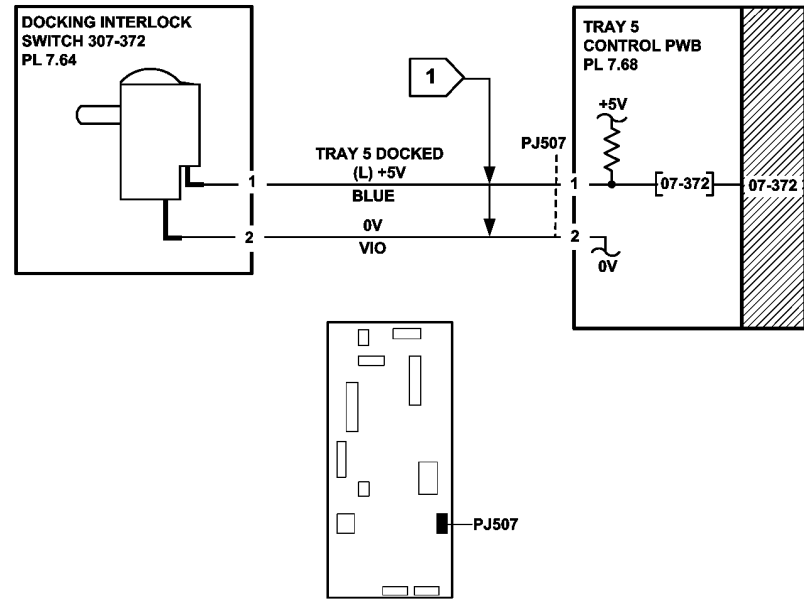 DOCKING INTERLOCK
SWITCH 307-372
PL 7.64
TRAY 5
CONTROL PWB
PL 7.68
1
+5V
PJ507
TRAY 5 DOCKED
(L) +5V
1
1
[07-372]
07-372
BLUE
0V
2
2
VIO
0V
PJ507